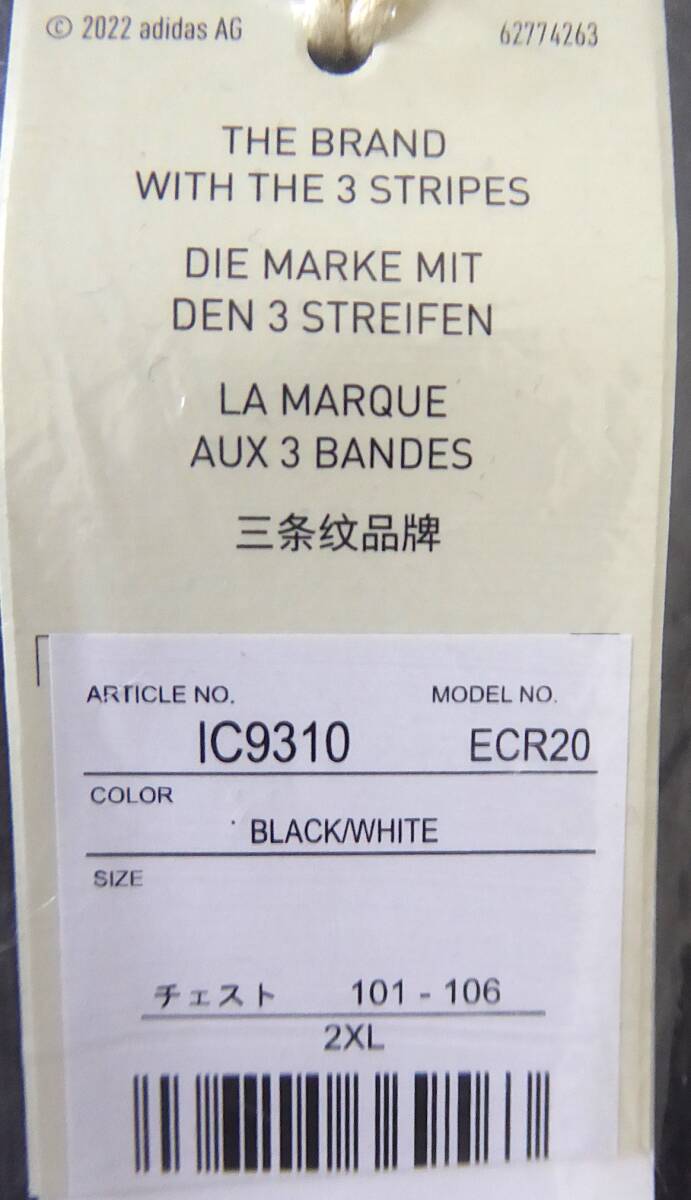 © 2022 adidas AG 62774263
THE BRAND
WITH THE 3 STRIPES
DIE MARKE MIT
DEN 3 STREIFEN
LA MARQUE
AUX 3 BANDES
三条纹品牌
ARTICLE NO. MODEL NO.
IC9310 ECR20
COLOR
BLACK/WHITE
SIZE
チェスト 101 - 106
2XL